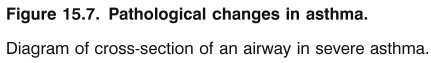 Figure 15.7. Pathological changes in asthma.
Diagram of cross-section of an airway in severe asthma.